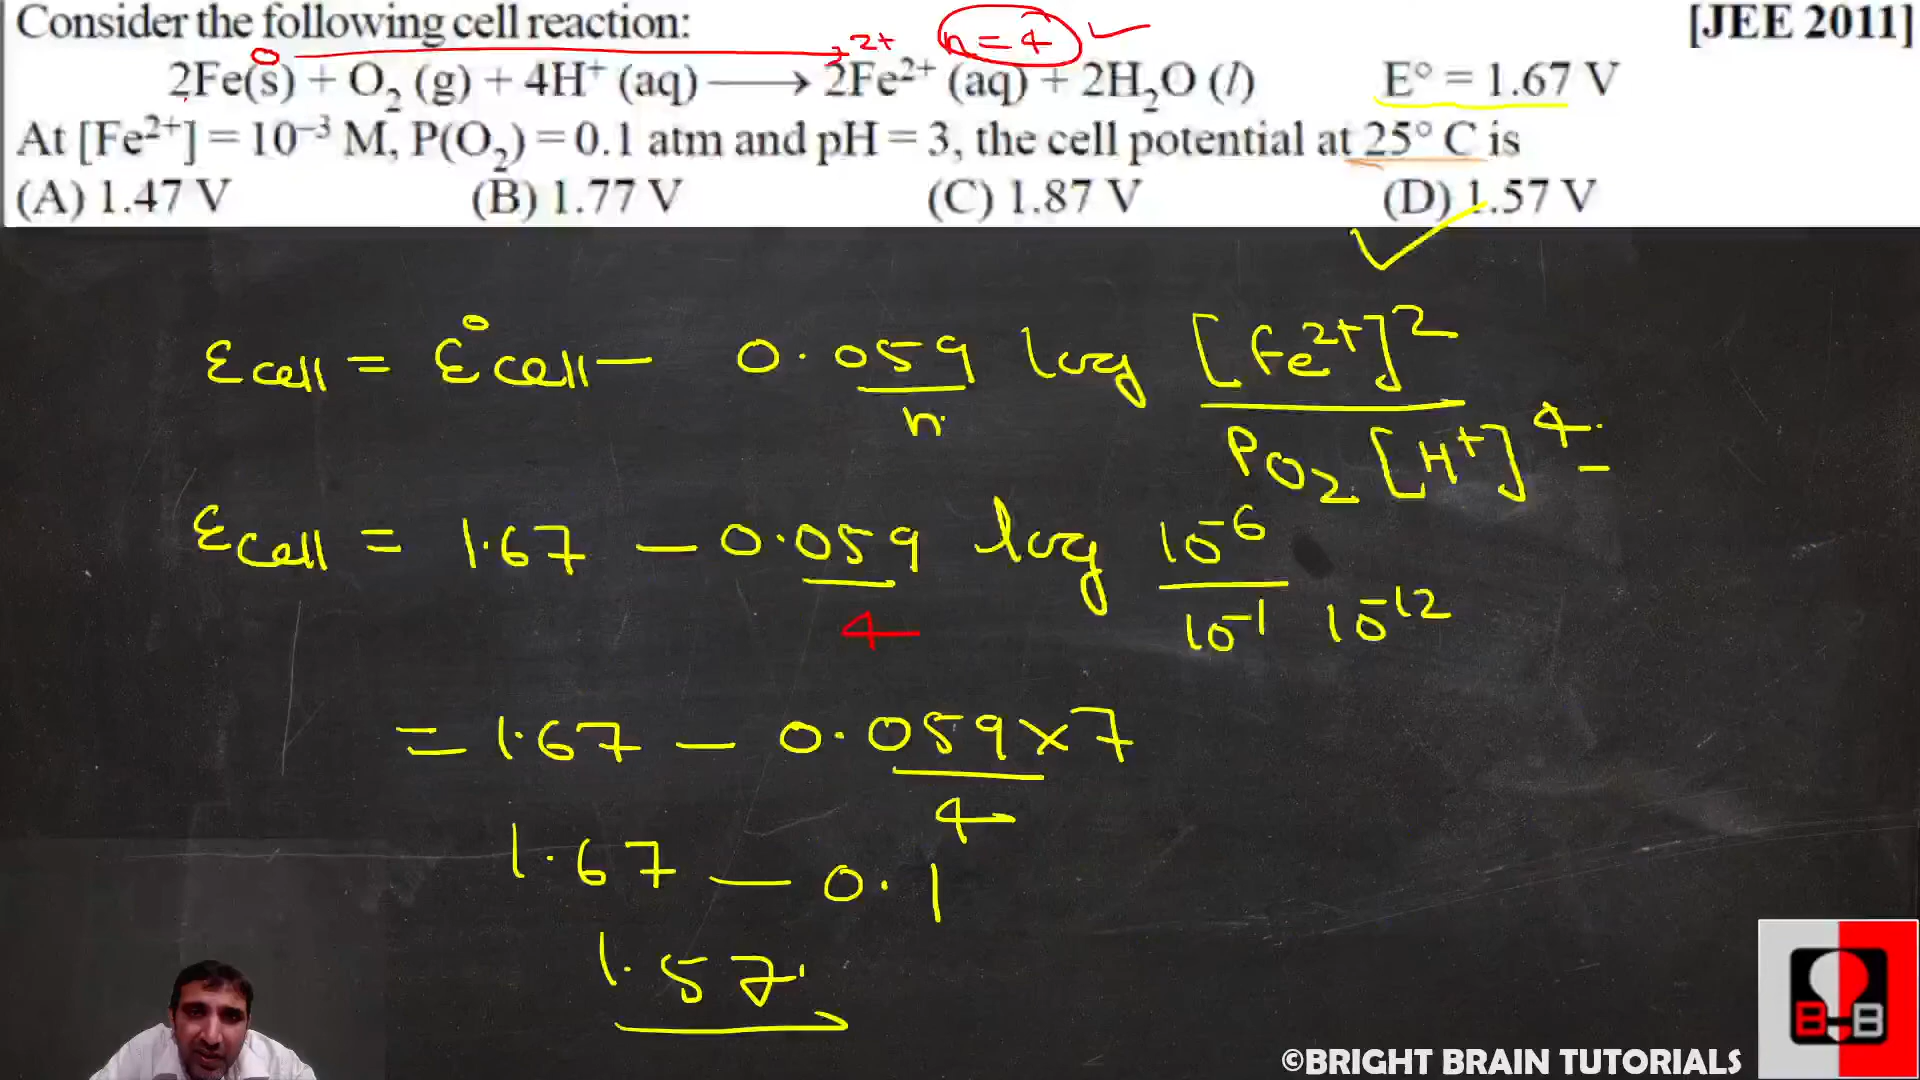 Consider the following cell reaction: n = 4 [JEE 2011]
0 2+
2Fe(s) + O₂ (g) + 4H⁺ (aq) ⟶ 2Fe²⁺ (aq) + 2H₂O (l) E° = 1.67 V
At [Fe²⁺] = 10⁻³ M, P(O₂) = 0.1 atm and pH = 3, the cell potential at 25° C is
(A) 1.47 V (B) 1.77 V (C) 1.87 V (D) 1.57 V
Ecell = E°cell − 0.059/n log [Fe²⁺]²/PO₂ [H⁺]⁴
Ecell = 1.67 − 0.059/4 log 10⁻⁶/10⁻¹ 10⁻¹²
= 1.67 − 0.059×7/4
1.67 − 0.1
1.57
B B
©BRIGHT BRAIN TUTORIALS